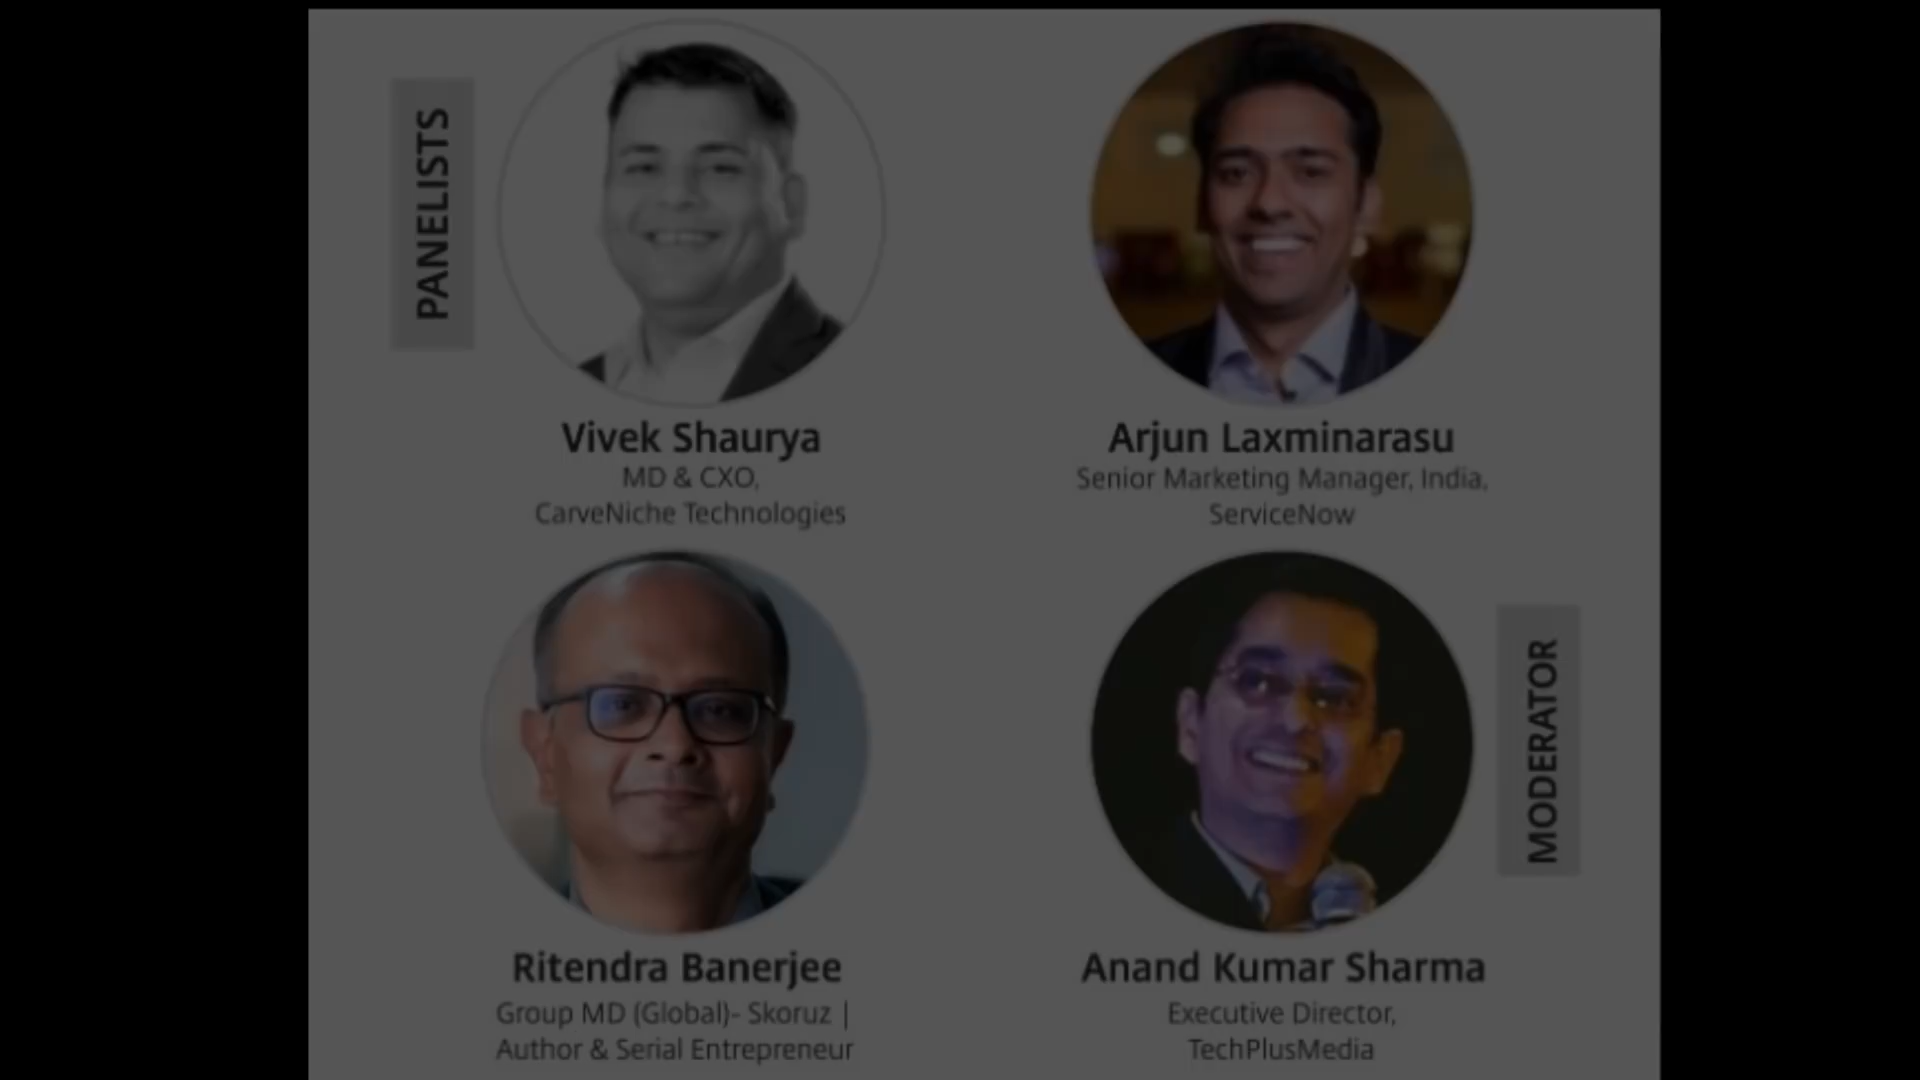 PANELISTS
Vivek Shaurya
MD & CXO,
CarveNiche Technologies
Arjun Laxminarasu
Senior Marketing Manager, India,
ServiceNow
Ritendra Banerjee
Group MD (Global)- Skoruz |
Author & Serial Entrepreneur
MODERATOR
Anand Kumar Sharma
Executive Director,
TechPlusMedia